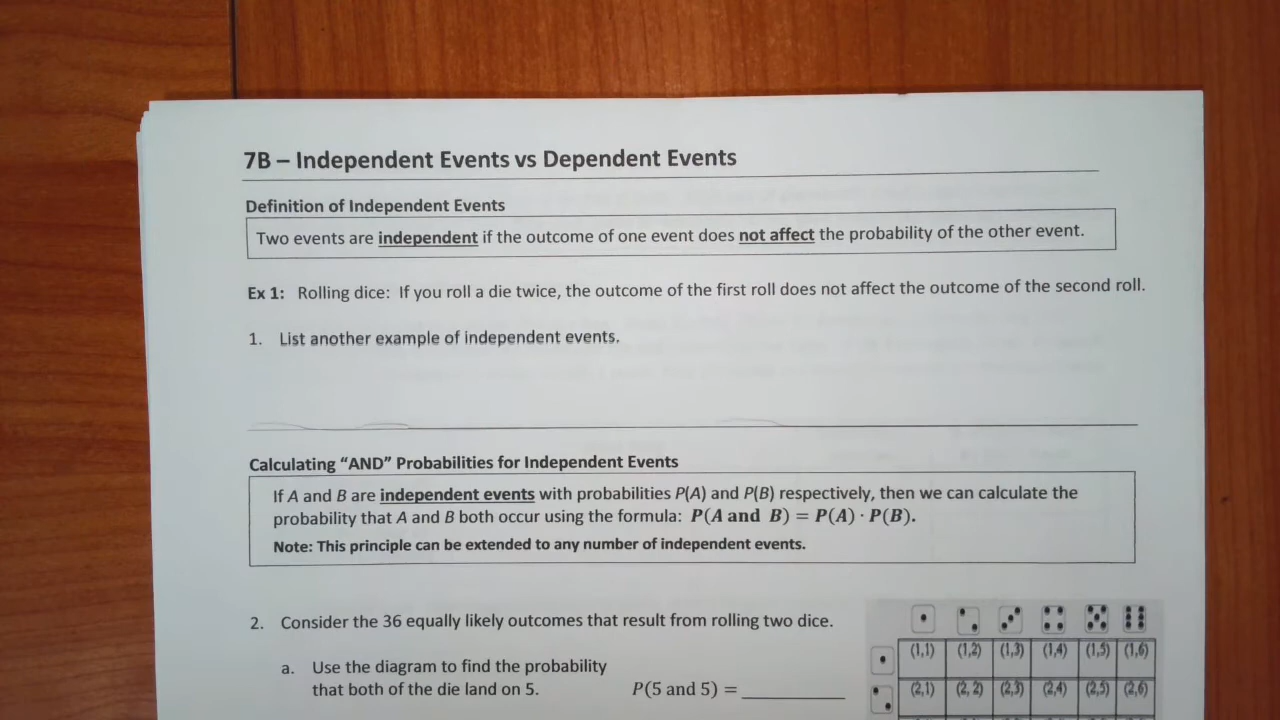 7B – Independent Events vs Dependent Events
Definition of Independent Events
Two events are independent if the outcome of one event does not affect the probability of the other event.
Ex 1: Rolling dice: If you roll a die twice, the outcome of the first roll does not affect the outcome of the second roll.
1. List another example of independent events.
Calculating “AND” Probabilities for Independent Events
If A and B are independent events with probabilities P(A) and P(B) respectively, then we can calculate the
probability that A and B both occur using the formula: P(A and B) = P(A) · P(B).
Note: This principle can be extended to any number of independent events.
2. Consider the 36 equally likely outcomes that result from rolling two dice.
a. Use the diagram to find the probability
that both of the die land on 5. P(5 and 5) = ________
(1,1) (1,2) (1,3) (1,4) (1,5) (1,6)
(2,1) (2, 2) (2,3) (2,4) (2,5) (2,6)